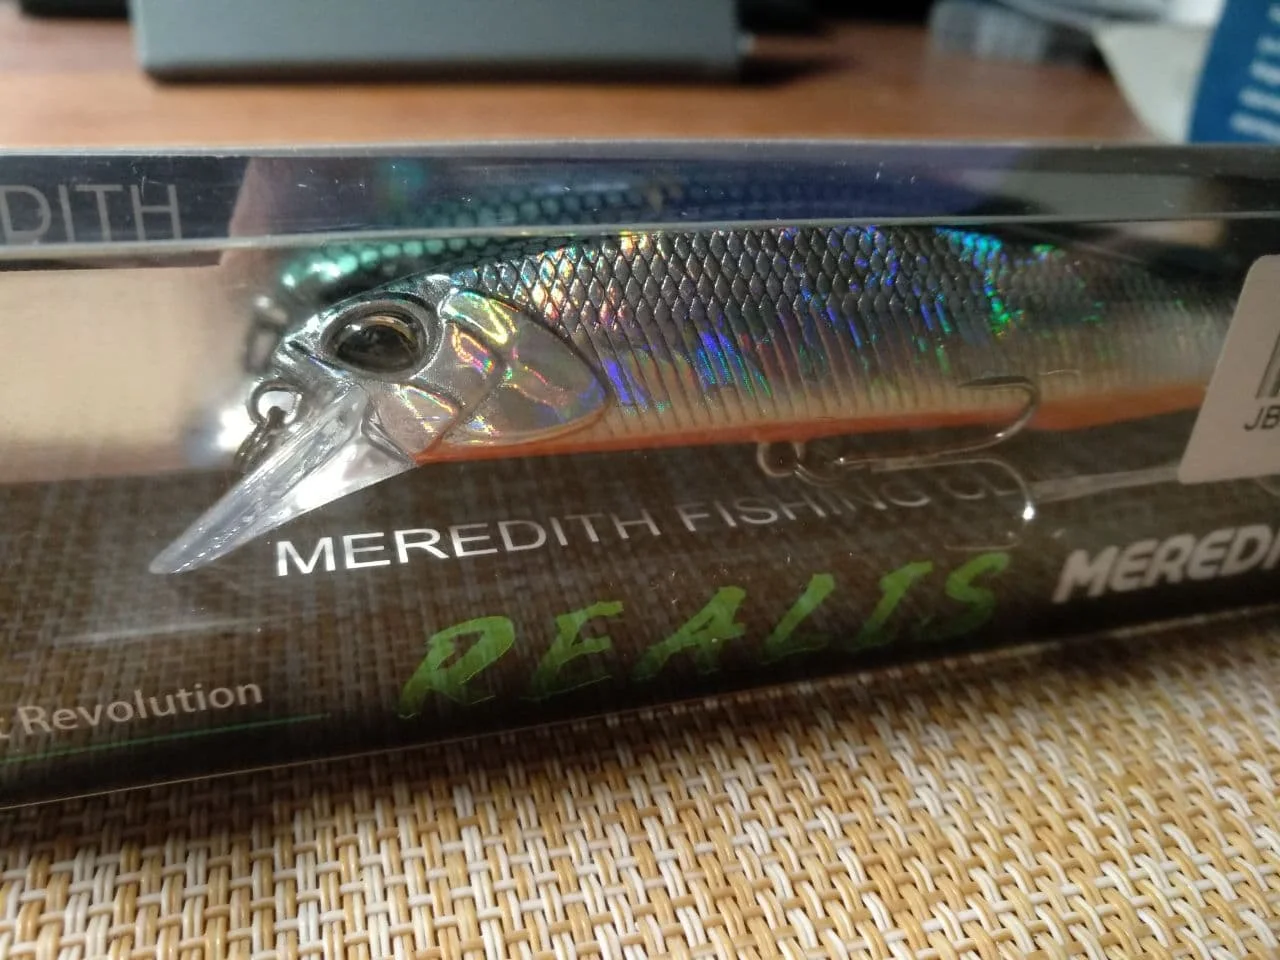 DITH
JB
MEREDITH FISHING
REALIS
MEREDI
t Revolution